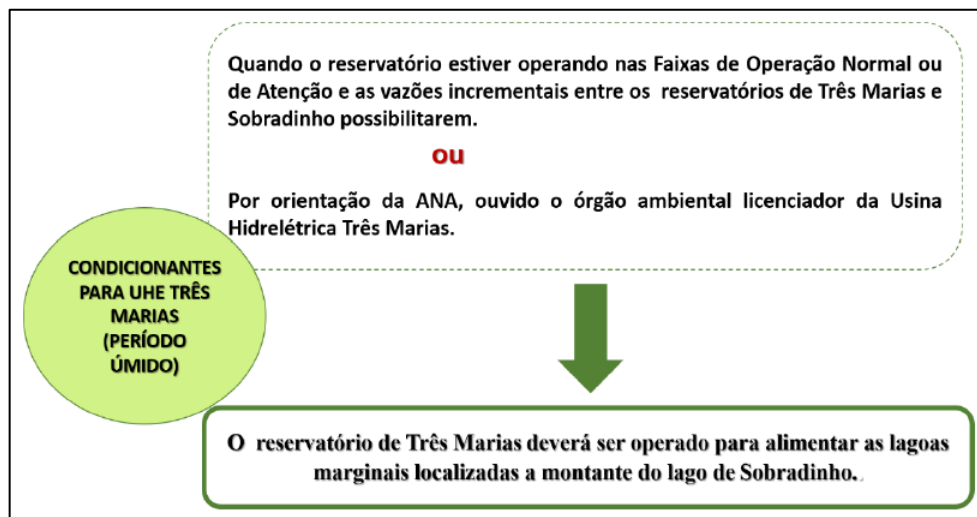 Quando o reservatório estiver operando nas Faixas de Operação Normal ou
de Atenção e as vazões incrementais entre os reservatórios de Três Marias e
Sobradinho possibilitarem.
ou
Por orientação da ANA, ouvido o órgão ambiental licenciador da Usina
Hidrelétrica Três Marias.
CONDICIONANTES
PARA UHE TRÊS
MARIAS
(PERÍODO
ÚMIDO)
O reservatório de Três Marias deverá ser operado para alimentar as lagoas
marginais localizadas a montante do lago de Sobradinho.